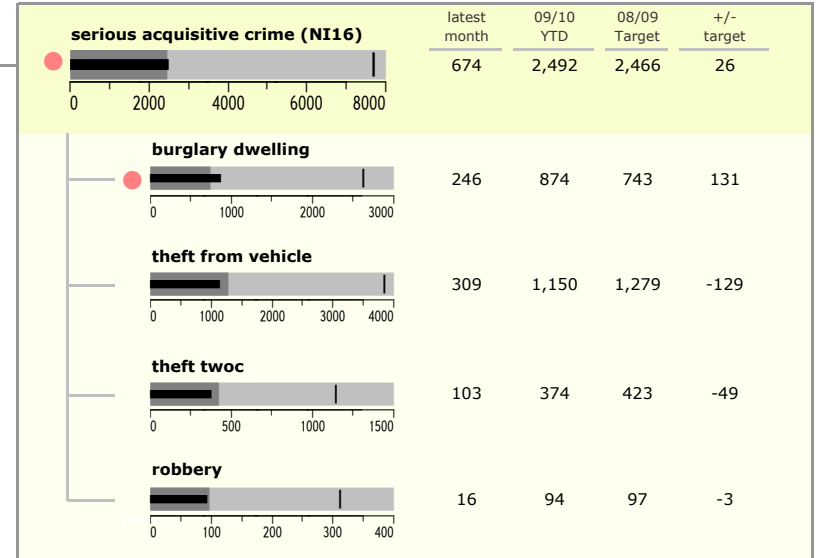 latest 09/10 08/09 +/-
serious acquisitive crime (NI16) month YTD Target target
674 2,492 2,466 26
0 2000 4000 6000 8000
burglary dwelling
246 874 743 131
0 1000 2000 3000
theft from vehicle
309 1,150 1,279 -129
0 1000 2000 3000 4000
theft twoc
103 374 423 -49
0 500 1000 1500
robbery
16 94 97 -3
0 100 200 300 400